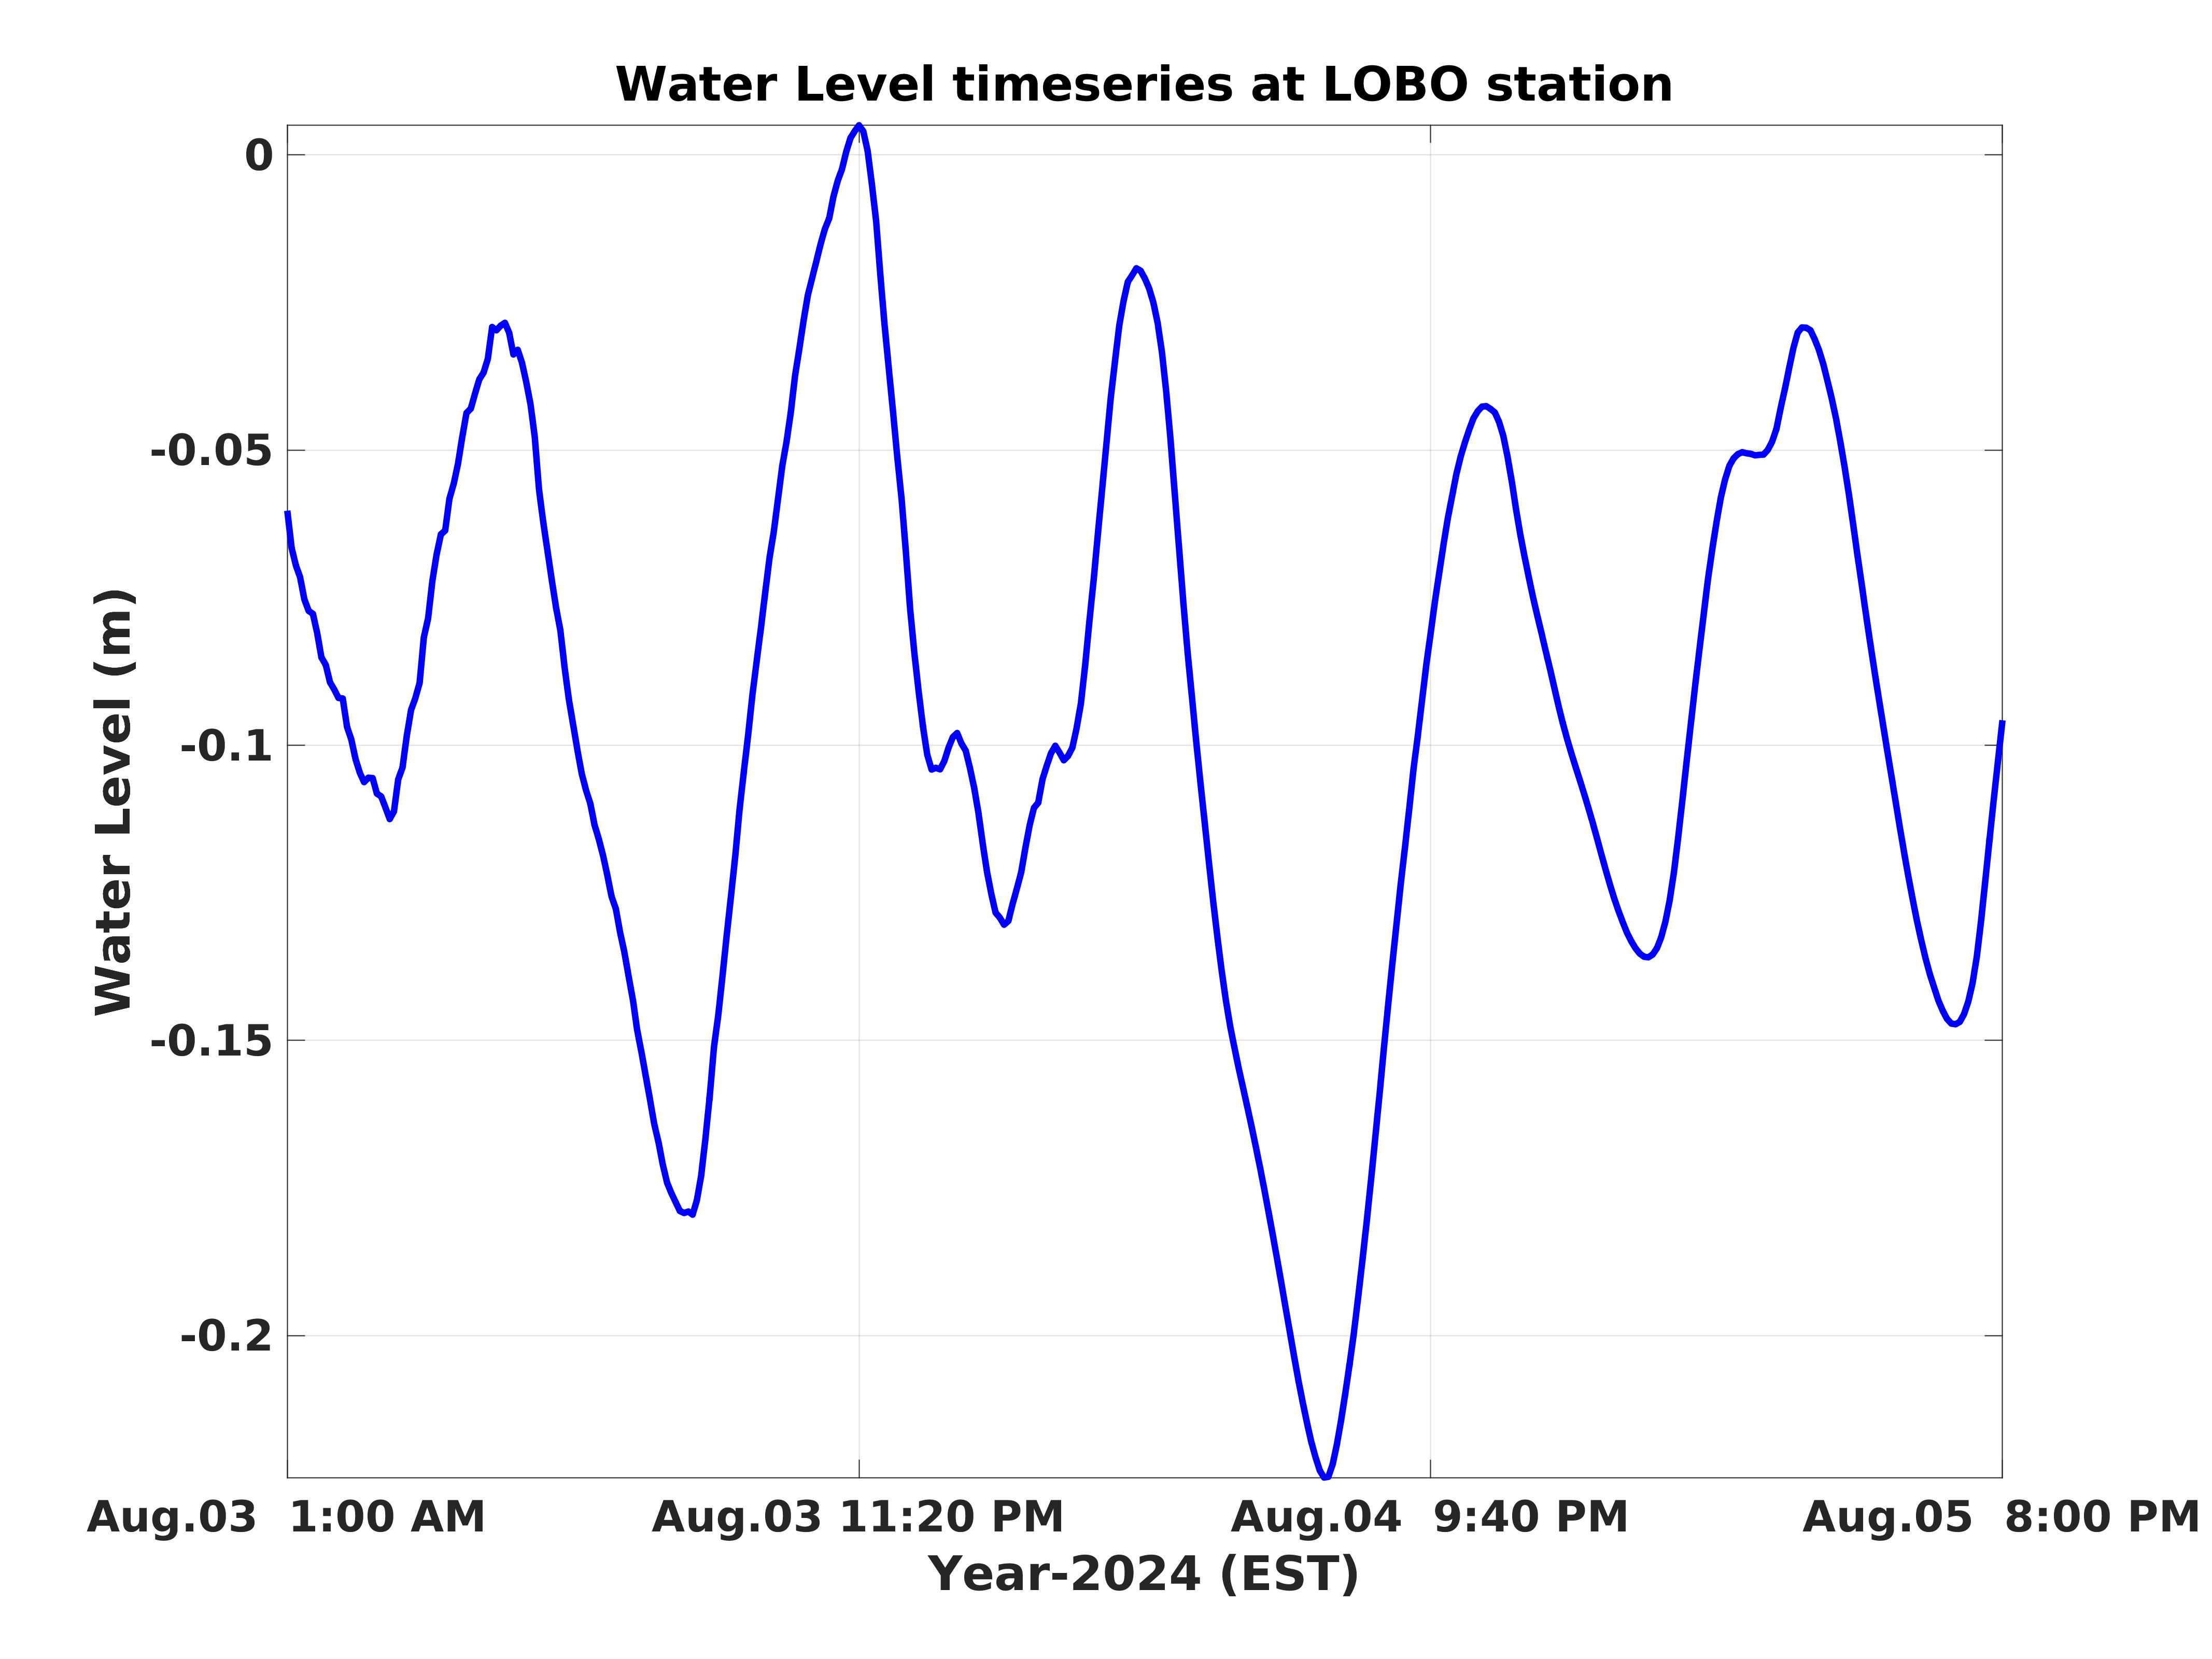 Water Level timeseries at LOBO station
0
-0.05
-0.1
-0.15
-0.2
Water Level (m)
Aug.03  1:00 AM
Aug.03 11:20 PM
Aug.04  9:40 PM
Aug.05  8:00 PM
Year-2024 (EST)